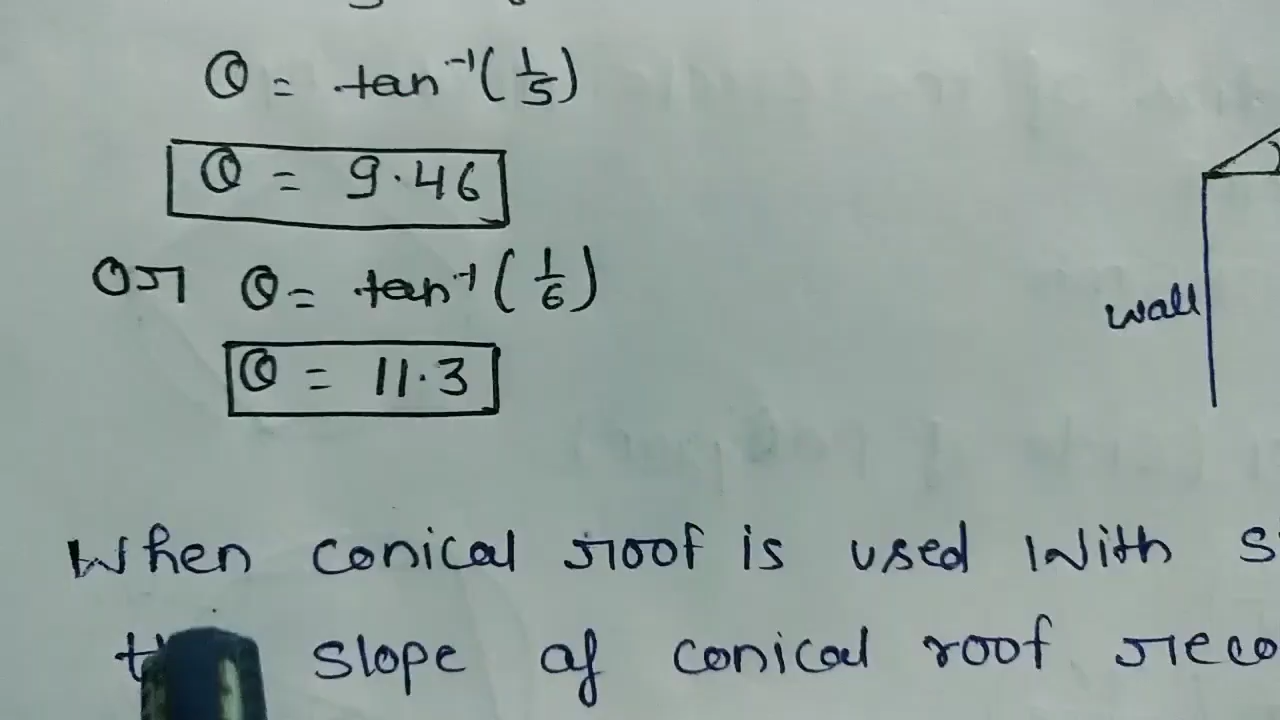 θ = tan⁻¹(1/5)
θ = 9.46
or θ = tan⁻¹(1/6)
θ = 11.3
wall
When conical roof is used with
slope of conical roof